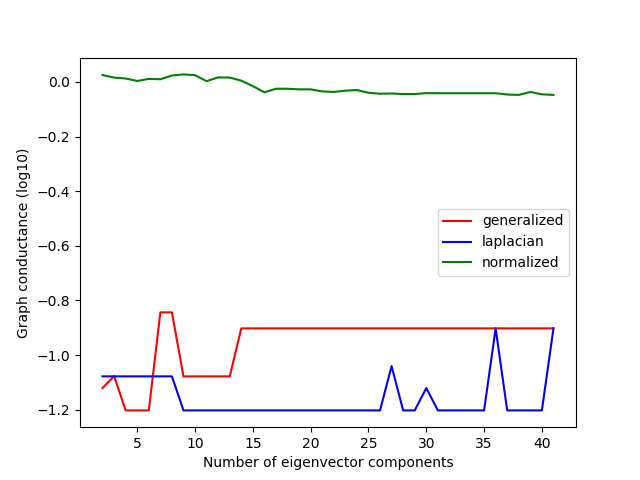 0.0
−0.2
−0.4
−0.6
−0.8
−1.0
−1.2
Graph conductance (log10)
generalized
laplacian
normalized
5 10 15 20 25 30 35 40
Number of eigenvector components